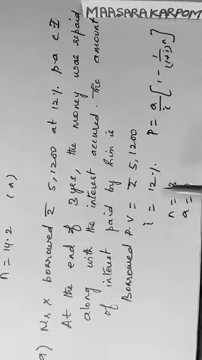 MAASARAKARPOM
n = 14.2 (n)
9) Mr X borrowed ₹ 5,1200 at 12% p.a C I
At the end of 3 yrs, the money was repaid
along with the interest accured. The amount
of interest paid by him is
Borrowed P.V = ₹ 5,1200
i = 12 %. P = a/i [1 - 1/(1+i)^n]
n = 3
a =